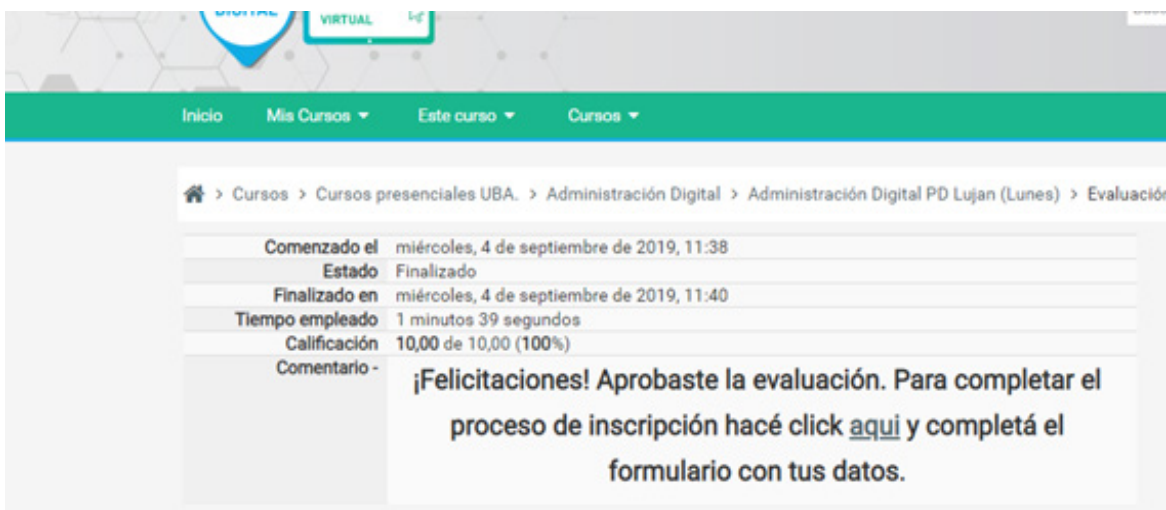 DIGITAL
VIRTUAL
Inicio Mis Cursos Este curso Cursos
> Cursos > Cursos presenciales UBA. > Administración Digital > Administración Digital PD Lujan (Lunes) > Evaluación
Comenzado el miércoles, 4 de septiembre de 2019, 11:38
Estado Finalizado
Finalizado en miércoles, 4 de septiembre de 2019, 11:40
Tiempo empleado 1 minutos 39 segundos
Calificación 10,00 de 10,00 (100%)
Comentario - ¡Felicitaciones! Aprobaste la evaluación. Para completar el
proceso de inscripción hacé click aqui y completá el
formulario con tus datos.